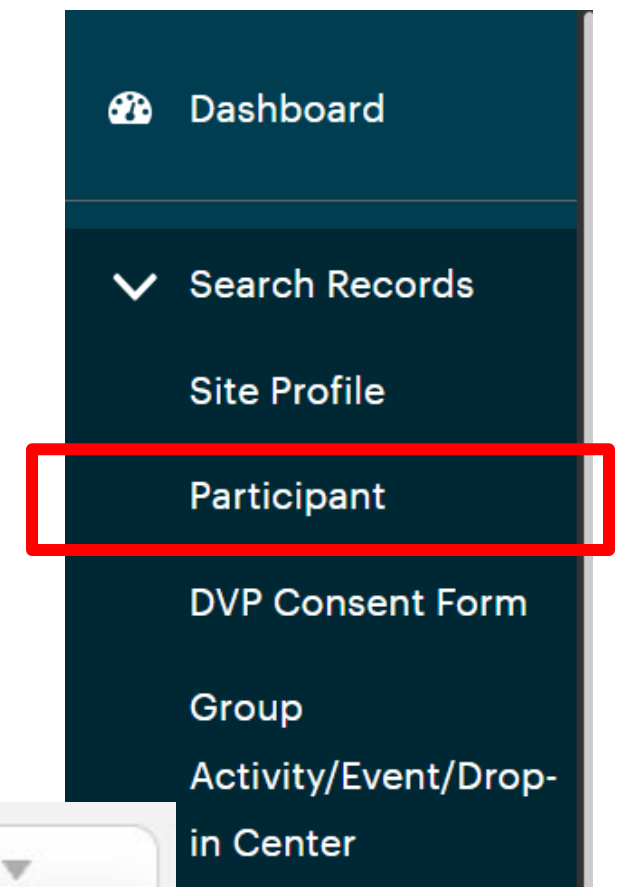 Dashboard
Search Records
Site Profile
Participant
DVP Consent Form
Group
Activity/Event/Drop-
in Center